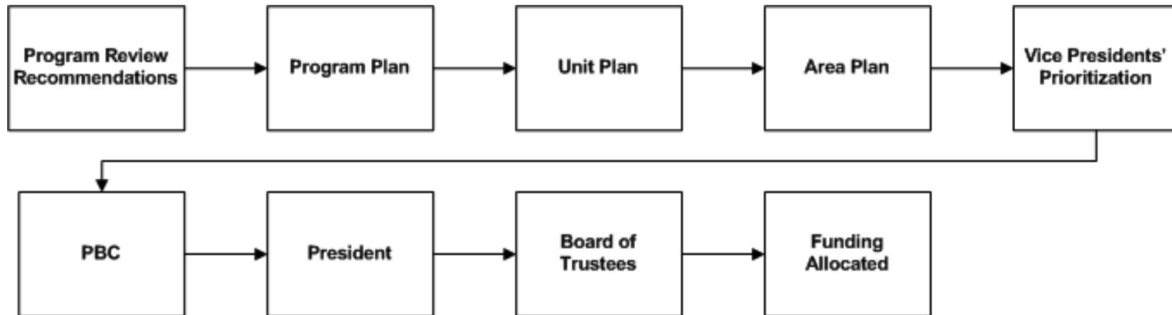 Program Review
Recommendations
Program Plan
Unit Plan
Area Plan
Vice Presidents'
Prioritization
PBC
President
Board of
Trustees
Funding
Allocated